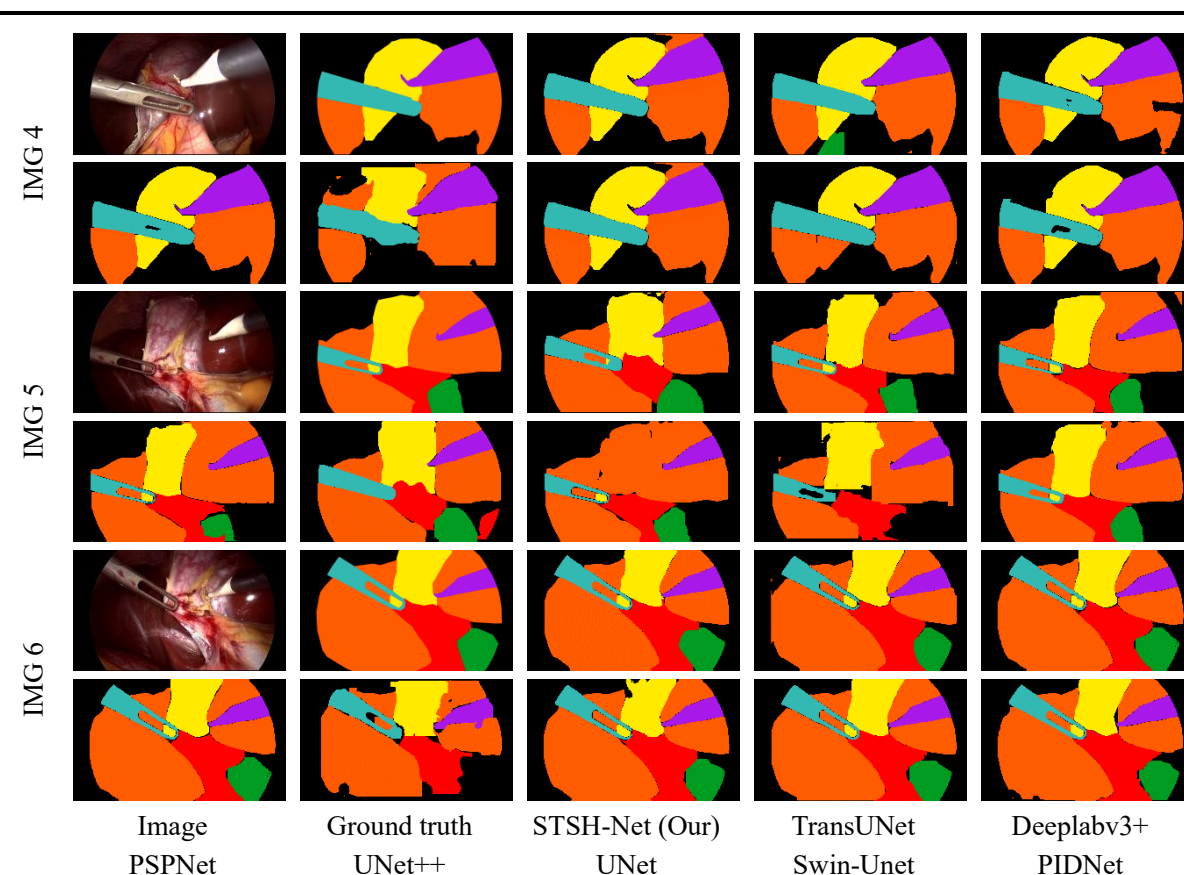 IMG 4
IMG 5
IMG 6
Image Ground truth STSH-Net (Our) TransUNet Deeplabv3+
PSPNet UNet++ UNet Swin-Unet PIDNet